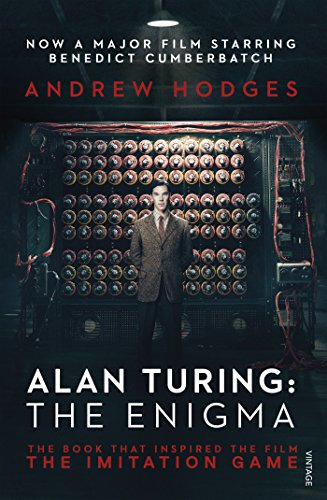 NOW A MAJOR FILM STARRING
BENEDICT CUMBERBATCH
ANDREW HODGES
ALAN TURING:
THE ENIGMA
THE BOOK THAT INSPIRED THE FILM
THE IMITATION GAME
VINTAGE